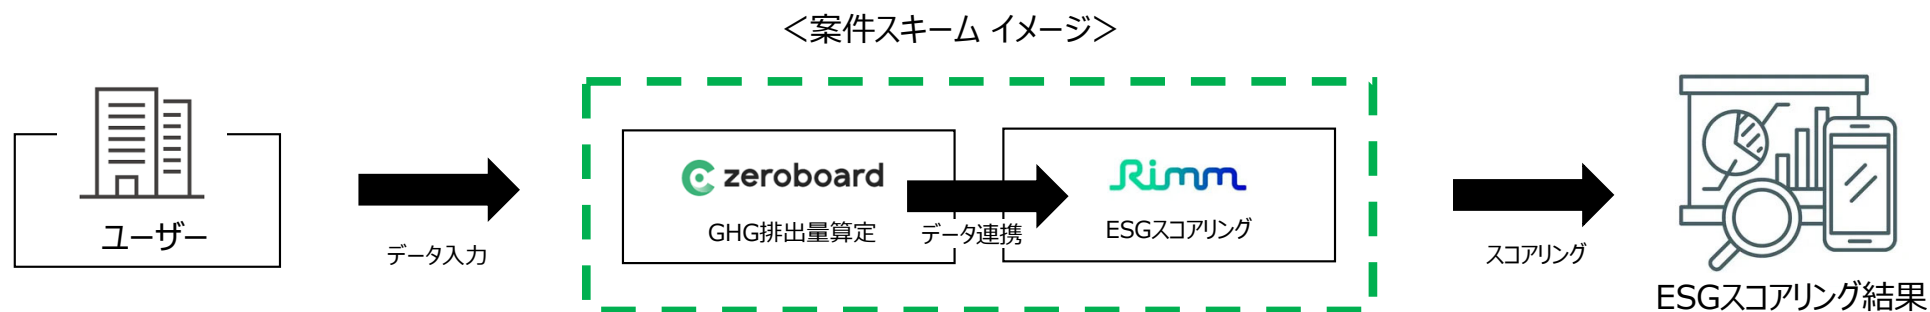 ＜案件スキーム イメージ＞
ユーザー
データ入力
zeroboard
GHG排出量算定
データ連携
Rimm
ESGスコアリング
スコアリング
ESGスコアリング結果